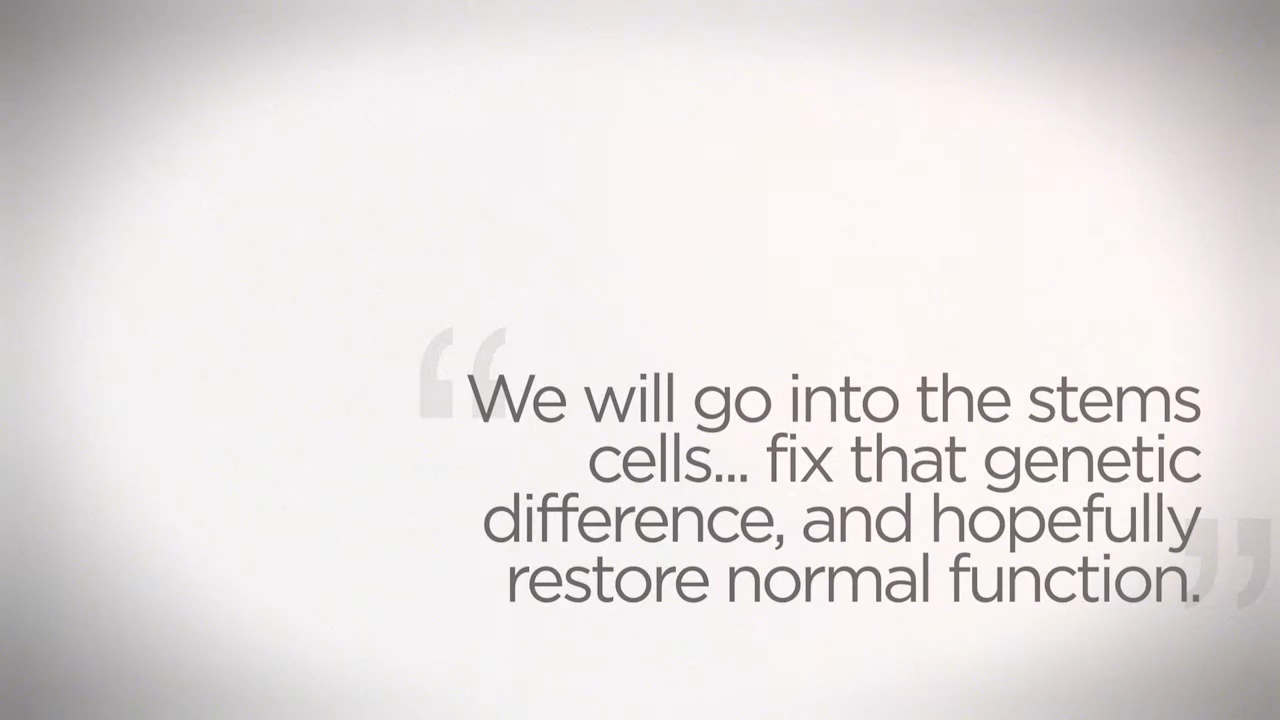 “We will go into the stems
cells... fix that genetic
difference, and hopefully
restore normal function.”